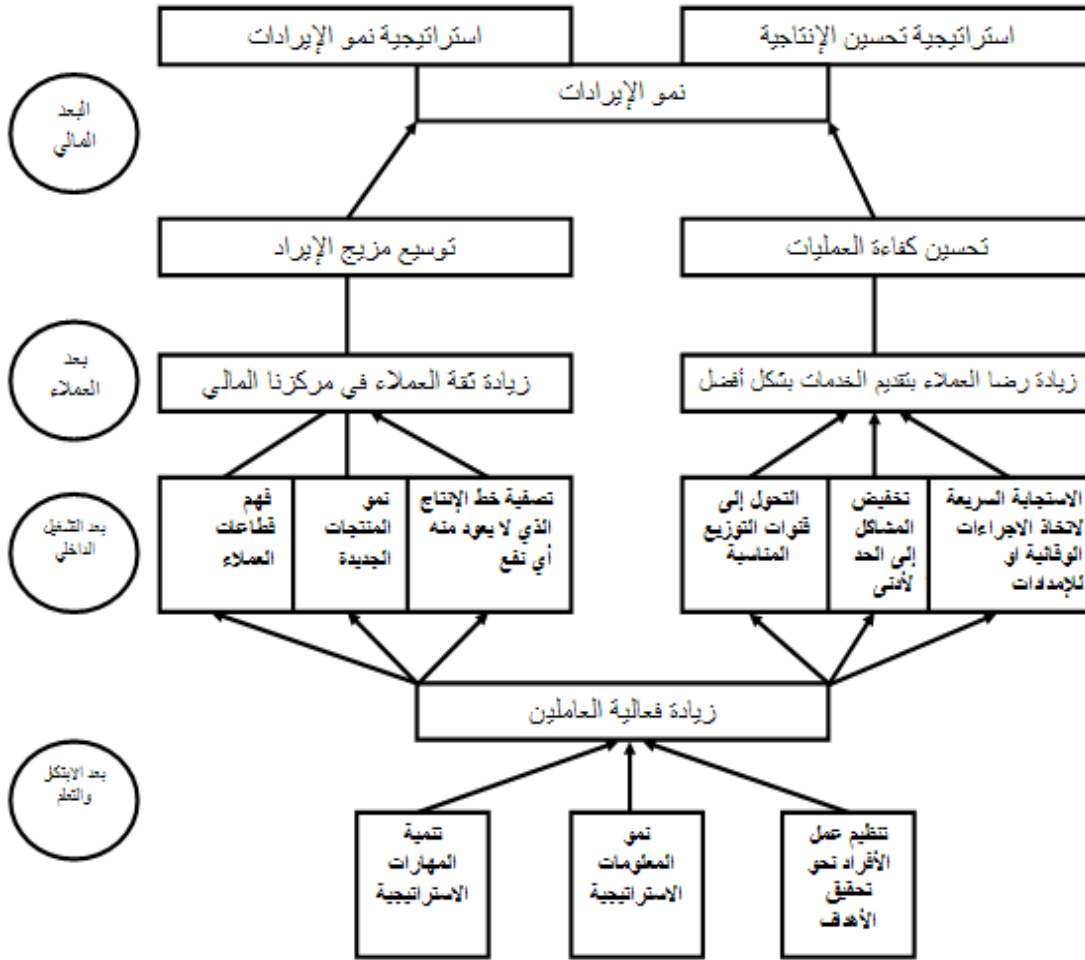 استراتيجية تحسين الإنتاجية
استراتيجية نمو الإيرادات
نمو الإيرادات
البعد
المالي
تحسين كفاءة العمليات
توسيع مزيج الإيراد
بعد
العملاء
زيادة رضا العملاء بتقديم الخدمات بشكل أفضل
زيادة ثقة العملاء في مركزنا المالي
الاستجابة السريعة
لاتخاذ الاجراءات
الوقائية او
للإمدادات
تخفيض
المشاكل
إلى الحد
لأدنى
التحول إلى
قنوات التوزيع
المناسبة
تصفية خط الإنتاج
الذي لا يعود منه
أي نفع
نمو
المنتجات
الجديدة
فهم
قطاعات
العملاء
بعد التشغيل
الداخلي
زيادة فعالية العاملين
بعد الابتكار
والتعلم
تنظيم عمل
الأفراد نحو
تحقيق
الأهداف
نمو
المعلومات
الاستراتيجية
تنمية
المهارات
الاستراتيجية